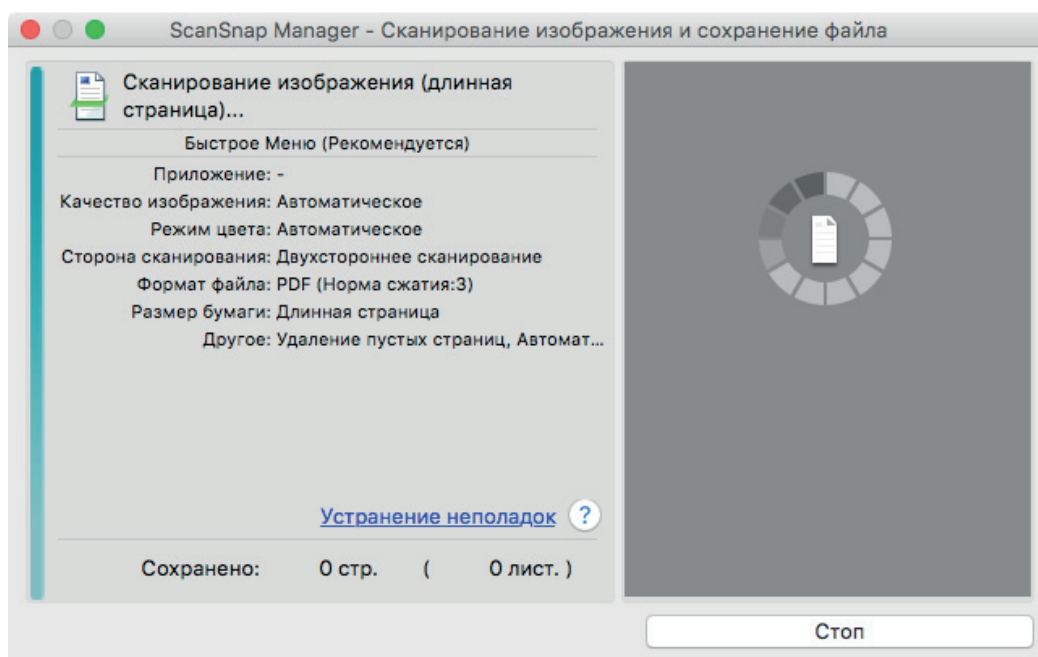 ScanSnap Manager - Сканирование изображения и сохранение файла
Сканирование изображения (длинная
страница)...
Быстрое Меню (Рекомендуется)
Приложение: -
Качество изображения: Автоматическое
Режим цвета: Автоматическое
Сторона сканирования: Двухстороннее сканирование
Формат файла: PDF (Норма сжатия:3)
Размер бумаги: Длинная страница
Другое: Удаление пустых страниц, Автомат...
Устранение неполадок ?
Сохранено: 0 стр. ( 0 лист. )
Стоп